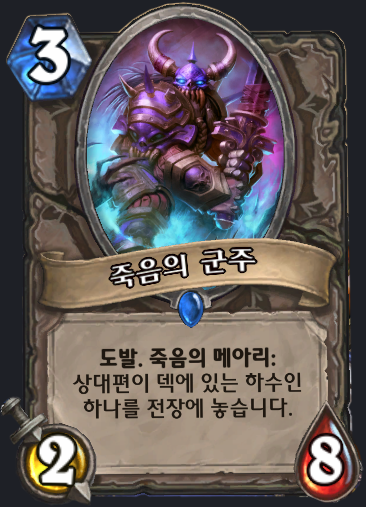 3
죽음의 군주
도발. 죽음의 메아리:
상대편이 덱에 있는 하수인
하나를 전장에 놓습니다.
2
8